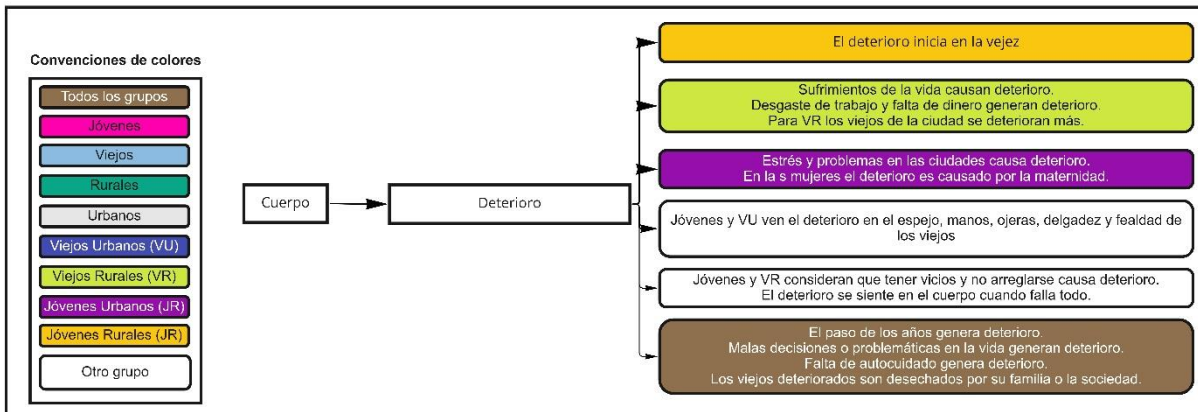 Convenciones de colores
Todos los grupos
Jóvenes
Viejos
Rurales
Urbanos
Viejos Urbanos (VU)
Viejos Rurales (VR)
Jóvenes Urbanos (JR)
Jóvenes Rurales (JR)
Otro grupo
Cuerpo
Deterioro
El deterioro inicia en la vejez
Sufrimientos de la vida causan deterioro.
Desgaste de trabajo y falta de dinero generan deterioro.
Para VR los viejos de la ciudad se deterioran más.
Estrés y problemas en las ciudades causa deterioro.
En la s mujeres el deterioro es causado por la maternidad.
Jóvenes y VU ven el deterioro en el espejo, manos, ojeras, delgadez y fealdad de
los viejos
Jóvenes y VR consideran que tener vicios y no arreglarse causa deterioro.
El deterioro se siente en el cuerpo cuando falla todo.
El paso de los años genera deterioro.
Malas decisiones o problemáticas en la vida generan deterioro.
Falta de autocuidado genera deterioro.
Los viejos deteriorados son desechados por su familia o la sociedad.